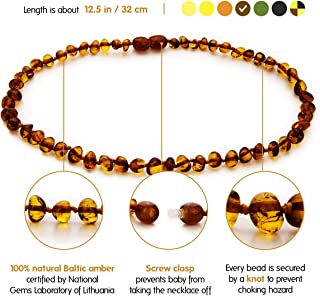 Length is about 12.5 in / 32 cm
100% natural Baltic amber
certified by National
Gems Laboratory of Lithuania
Screw clasp
prevents baby from
taking the necklace off
Every bead is secured
by a knot to prevent
choking hazard